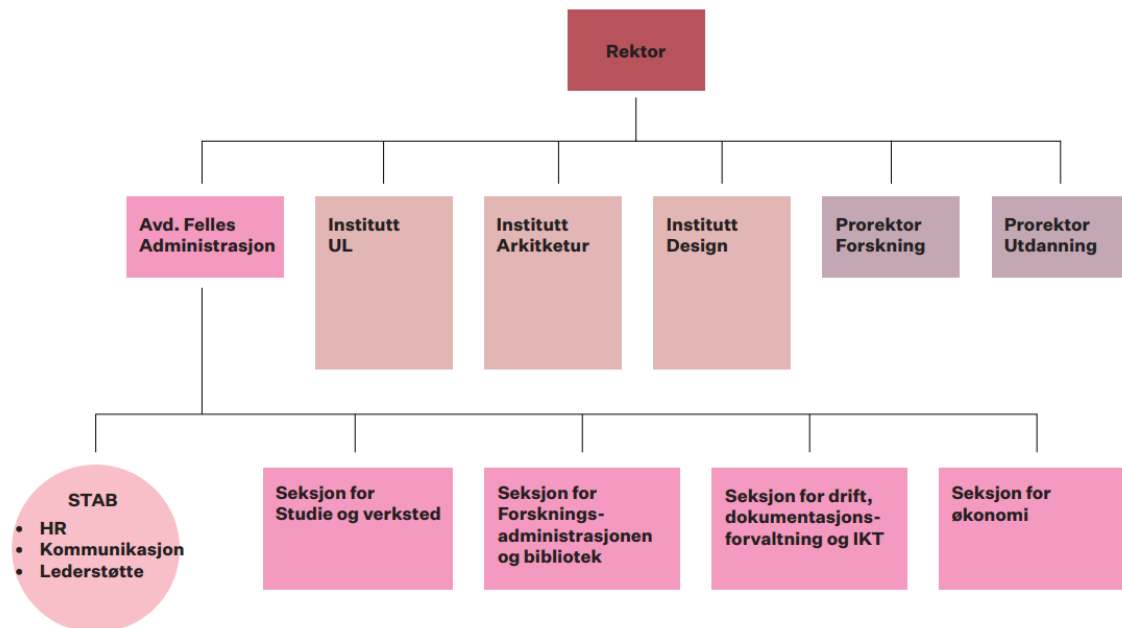 Rektor
Avd. Felles
Administrasjon
Institutt
UL
Institutt
Arkitketur
Institutt
Design
Prorektor
Forskning
Prorektor
Utdanning
STAB
• HR
• Kommunikasjon
• Lederstøtte
Seksjon for
Studie og verksted
Seksjon for
Forsknings-
administrasjonen
og bibliotek
Seksjon for drift,
dokumentasjons-
forvaltning og IKT
Seksjon for
økonomi